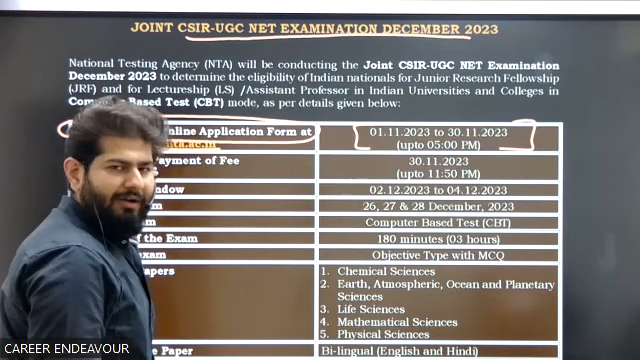 JOINT CSIR-UGC NET EXAMINATION DECEMBER 2023
National Testing Agency (NTA) will be conducting the Joint CSIR-UGC NET Examination
December 2023 to determine the eligibility of Indian nationals for Junior Research Fellowship
(JRF) and for Lectureship (LS) /Assistant Professor in Indian Universities and Colleges in
Based Test (CBT) mode, as per details given below:
Application Form at
01.11.2023 to 30.11.2023
(upto 05:00 PM)
of Fee
30.11.2023
(upto 11:50 PM)
02.12.2023 to 04.12.2023
26, 27 & 28 December, 2023
Computer Based Test (CBT)
of the Exam
180 minutes (03 hours)
Objective Type with MCQ
1. Chemical Sciences
2. Earth, Atmospheric, Ocean and Planetary
Sciences
3. Life Sciences
4. Mathematical Sciences
5. Physical Sciences
Paper
Bi-lingual (English and Hindi)
CAREER ENDEAVOUR